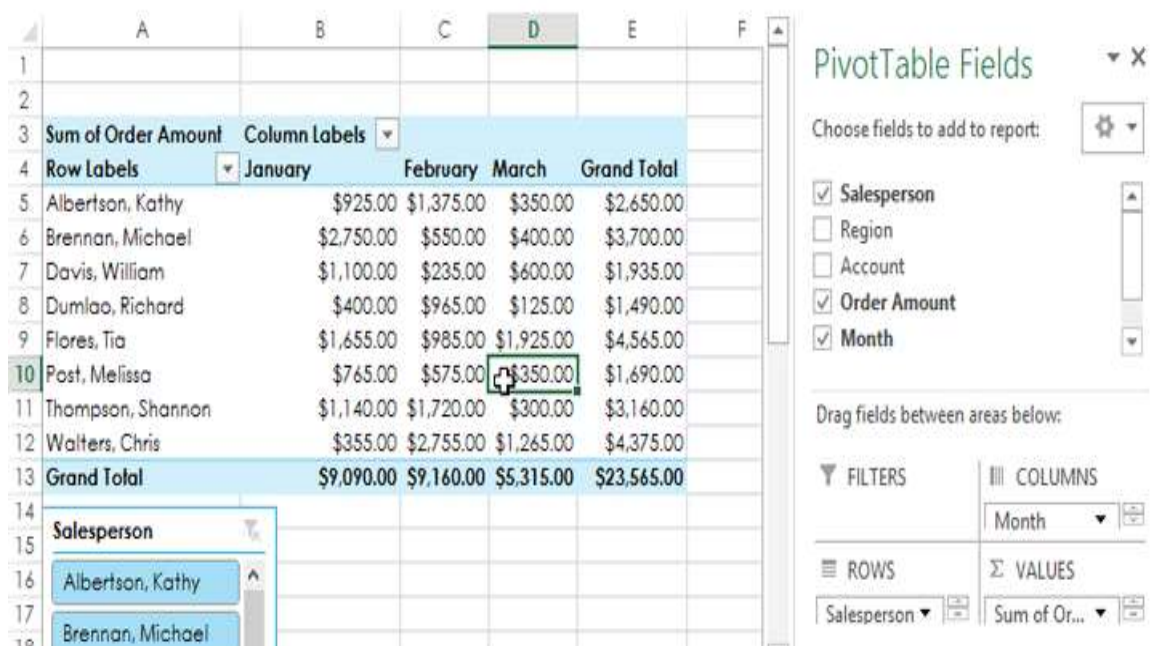 A B C D E F
1
2
3 Sum of Order Amount Column Labels
4 Row Labels January February March Grand Total
5 Albertson, Kathy $925.00 $1,375.00 $350.00 $2,650.00
6 Brennan, Michael $2,750.00 $550.00 $400.00 $3,700.00
7 Davis, William $1,100.00 $235.00 $600.00 $1,935.00
8 Dumlao, Richard $400.00 $965.00 $125.00 $1,490.00
9 Flores, Tia $1,655.00 $985.00 $1,925.00 $4,565.00
10 Post, Melissa $765.00 $575.00 $350.00 $1,690.00
11 Thompson, Shannon $1,140.00 $1,720.00 $300.00 $3,160.00
12 Walters, Chris $355.00 $2,755.00 $1,265.00 $4,375.00
13 Grand Total $9,090.00 $9,160.00 $5,315.00 $23,565.00
14
Salesperson
15
16 Albertson, Kathy
17
Brennan, Michael
18
PivotTable Fields
Choose fields to add to report:
Salesperson
Region
Account
Order Amount
Month
Drag fields between areas below:
FILTERS
COLUMNS
Month
ROWS
Salesperson
Σ VALUES
Sum of Or...